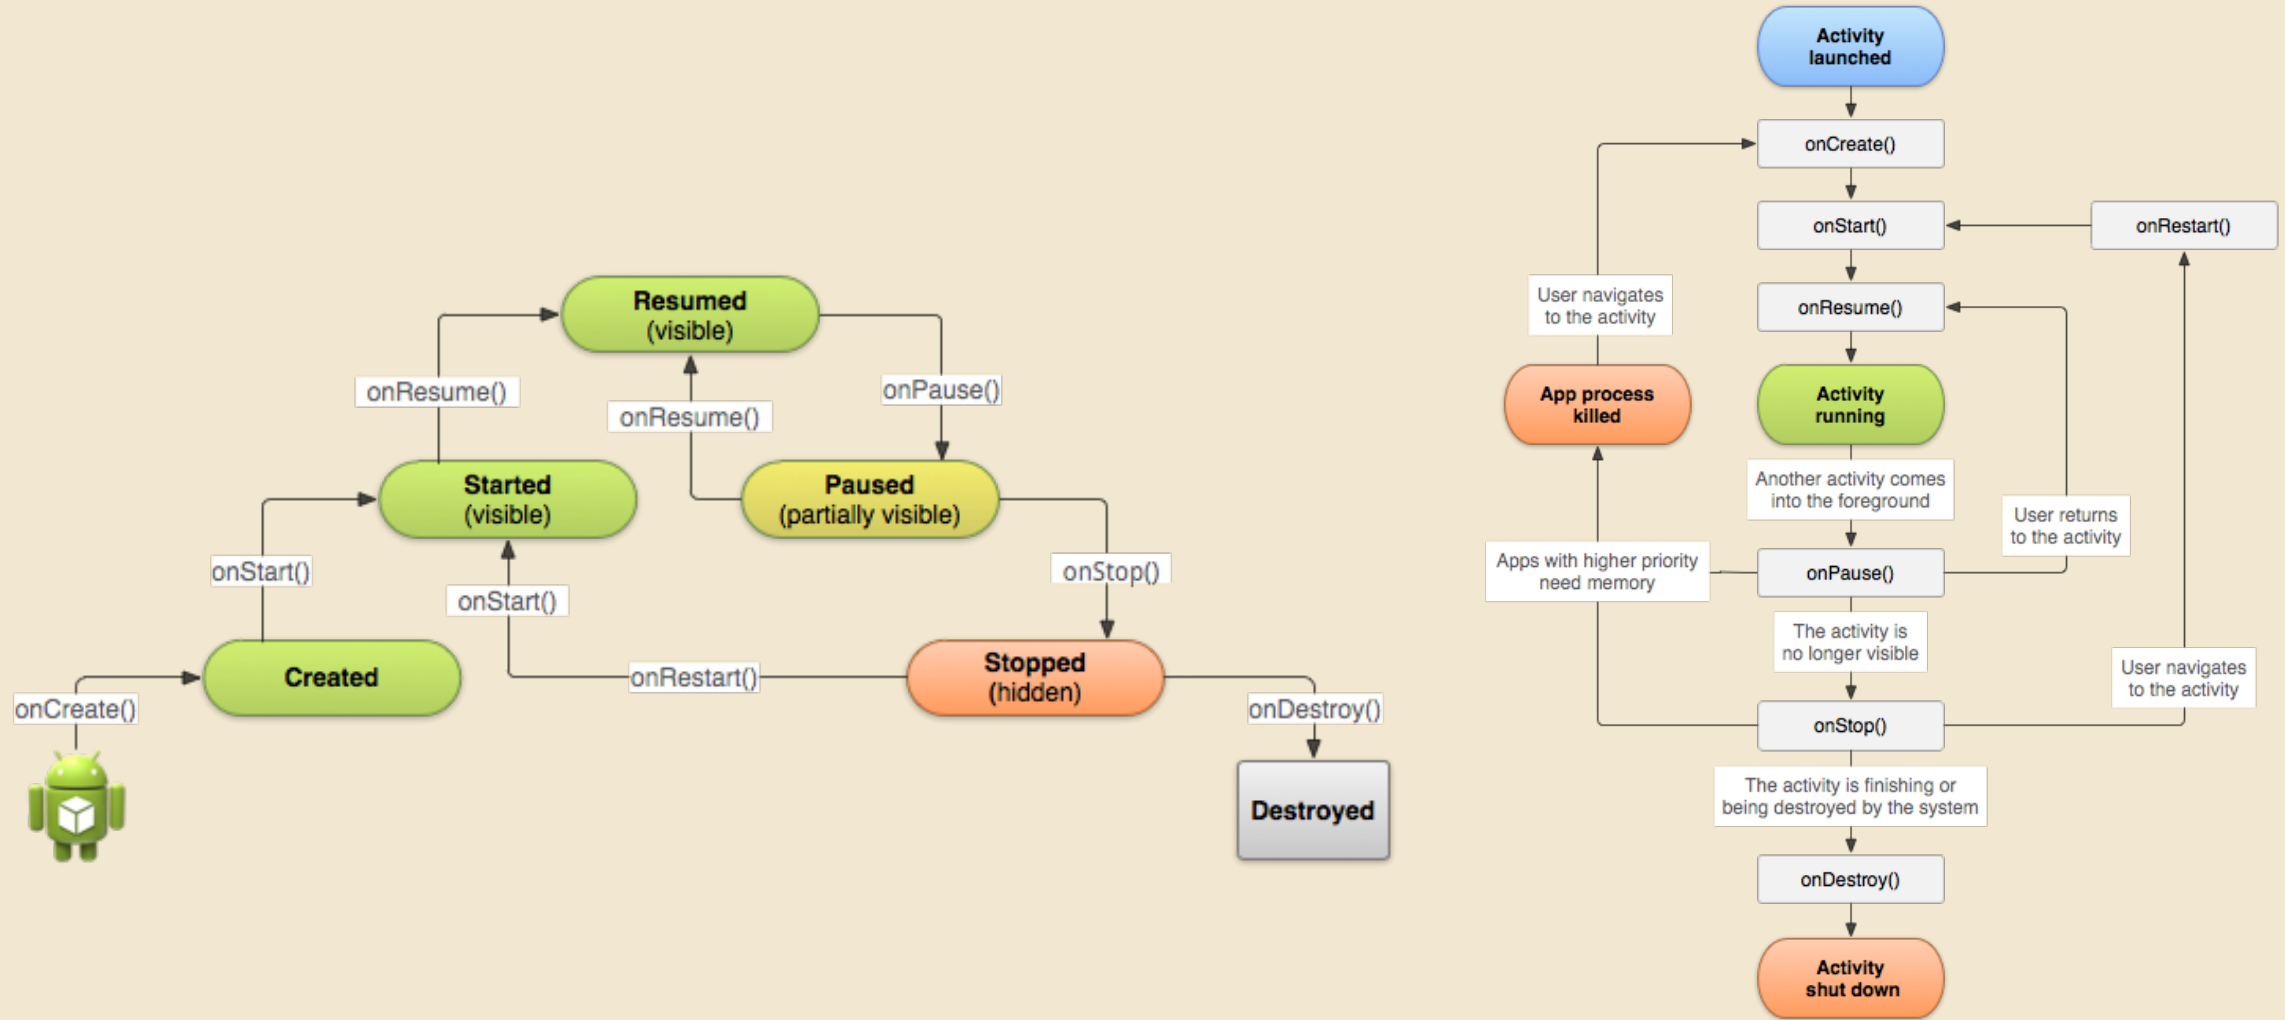 Resumed
(visible)
onResume()
onResume()
onPause()
Started
(visible)
Paused
(partially visible)
onStart()
onStart()
onStop()
Created
onRestart()
Stopped
(hidden)
onCreate()
onDestroy()
Destroyed
Activity
launched
onCreate()
onStart()
onRestart()
User navigates
to the activity
onResume()
App process
killed
Activity
running
Another activity comes
into the foreground
User returns
to the activity
Apps with higher priority
need memory
onPause()
The activity is
no longer visible
User navigates
to the activity
onStop()
The activity is finishing or
being destroyed by the system
onDestroy()
Activity
shut down